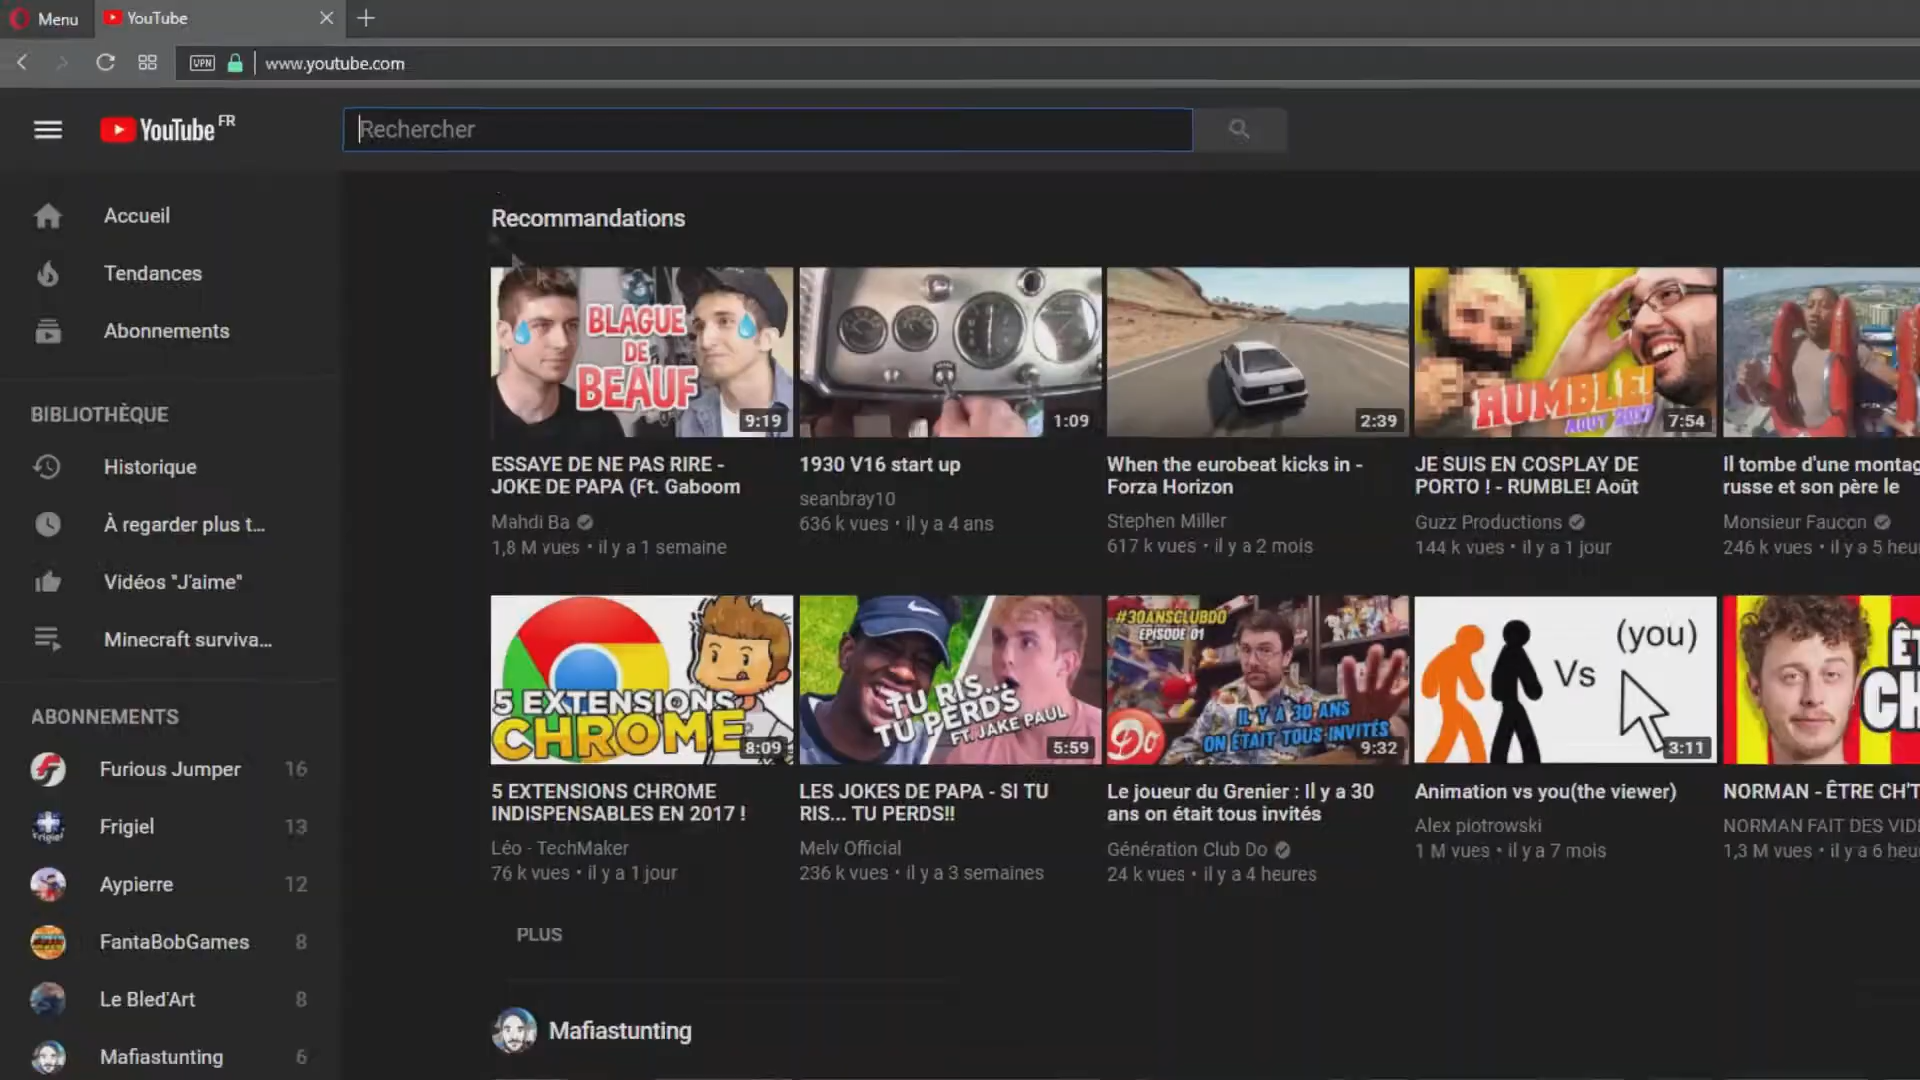 Menu
YouTube
VPN
www.youtube.com
YouTube FR
Rechercher
Accueil
Tendances
Abonnements
BIBLIOTHÈQUE
Historique
À regarder plus t...
Vidéos "J'aime"
Minecraft surviva...
ABONNEMENTS
Furious Jumper 16
Frigiel 13
Aypierre 12
FantaBobGames 8
Le Bled'Art 8
Mafiastunting 6
Recommandations
BLAGUE
DE
BEAUF
9:19
ESSAYE DE NE PAS RIRE -
JOKE DE PAPA (Ft. Gaboom
Mahdi Ba
1,8 M vues • il y a 1 semaine
1:09
1930 V16 start up
seanbray10
636 k vues • il y a 4 ans
2:39
When the eurobeat kicks in -
Forza Horizon
Stephen Miller
617 k vues • il y a 2 mois
RUMBLE!
AOUT 2017
7:54
JE SUIS EN COSPLAY DE
PORTO ! - RUMBLE! Août
Guzz Productions
144 k vues • il y a 1 jour
Il tombe d'une montag
russe et son père le
Monsieur Faucon
246 k vues • il y a 5 heu
5 EXTENSIONS
CHROME
8:09
5 EXTENSIONS CHROME
INDISPENSABLES EN 2017 !
Léo - TechMaker
76 k vues • il y a 1 jour
TU RIS...
TU PERDS
FT. JAKE PAUL
5:59
LES JOKES DE PAPA - SI TU
RIS... TU PERDS!!
Melv Official
236 k vues • il y a 3 semaines
#30ANSCLUBDO
EPISODE 01
Do
IL Y A 30 ANS
ON ÉTAIT TOUS INVITÉS
9:32
Le joueur du Grenier : Il y a 30
ans on était tous invités
Génération Club Do
24 k vues • il y a 4 heures
(you)
Vs
3:11
Animation vs you(the viewer)
Alex piotrowski
1 M vues • il y a 7 mois
ÊT
CH
NORMAN - ÊTRE CH'T
NORMAN FAIT DES VID
1,3 M vues • il y a 6 heu
PLUS
Mafiastunting